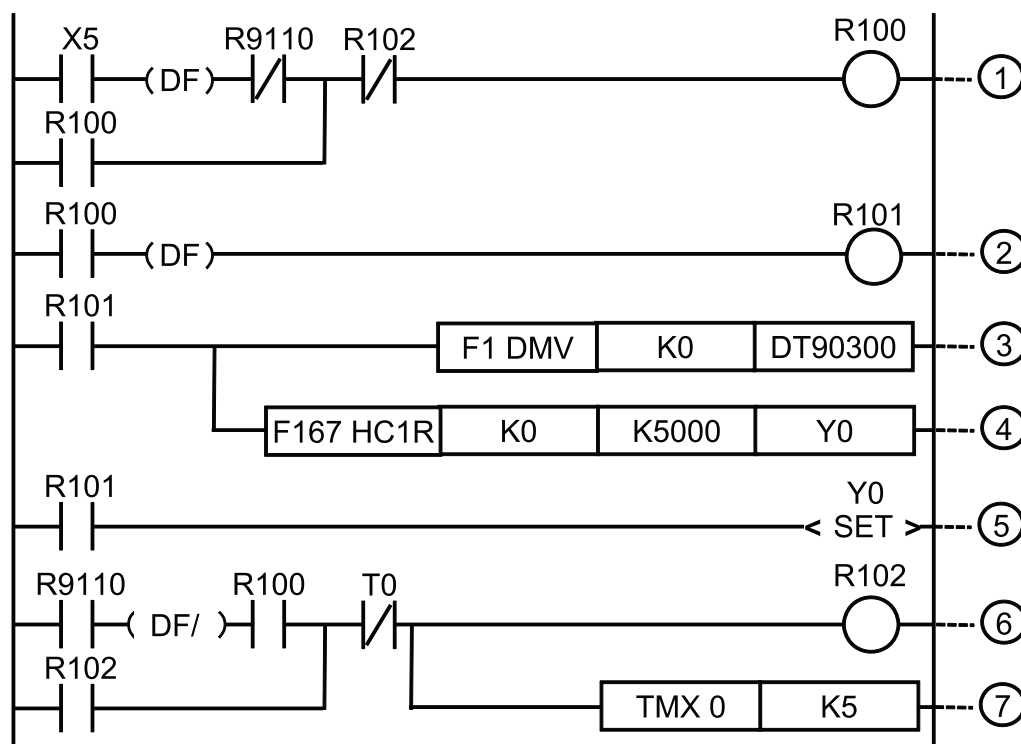 X5 R9110 R102 R100
(DF) 1
R100
R100 R101
(DF) 2
R101
F1 DMV K0 DT90300 3
F167 HC1R K0 K5000 Y0 4
R101 Y0
< SET > 5
R9110 R100 T0 R102
( DF/ ) 6
R102
TMX 0 K5 7